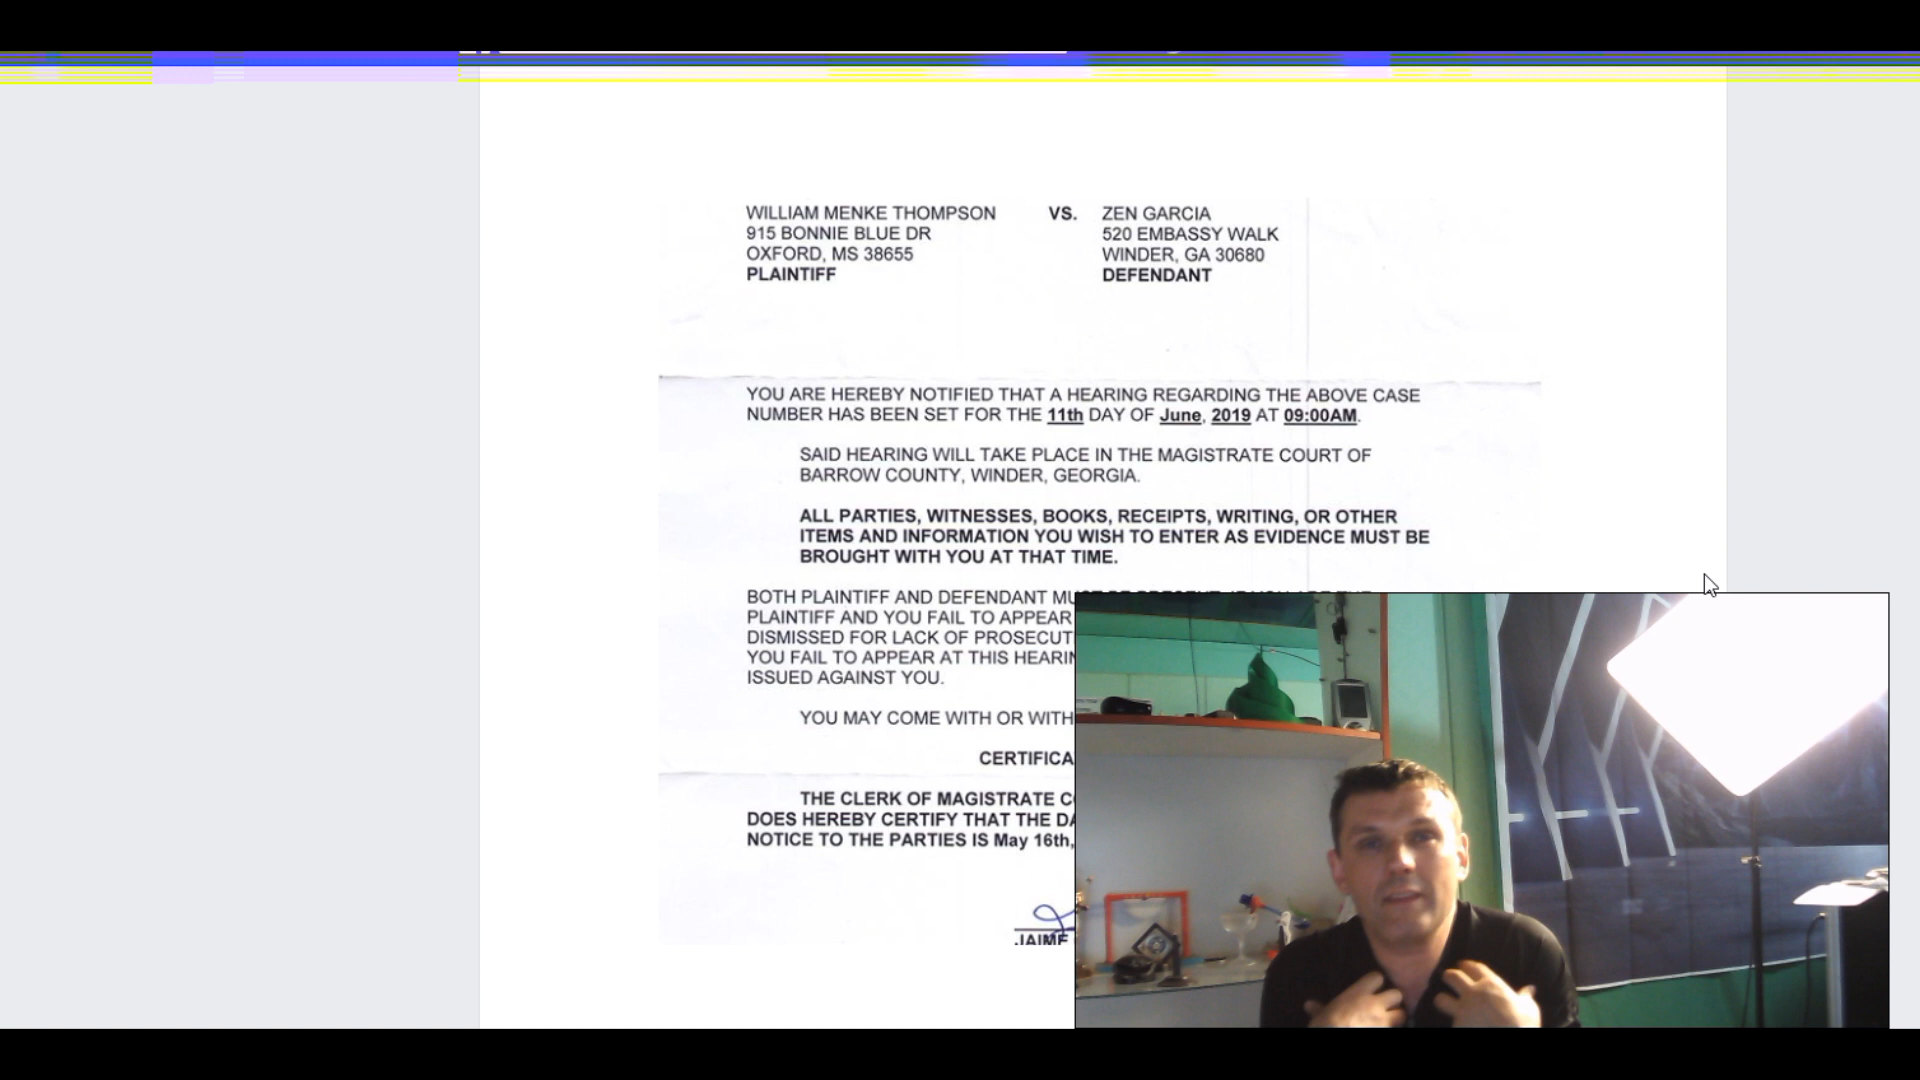 WILLIAM MENKE THOMPSON VS. ZEN GARCIA
915 BONNIE BLUE DR 520 EMBASSY WALK
OXFORD, MS 38655 WINDER, GA 30680
PLAINTIFF DEFENDANT
YOU ARE HEREBY NOTIFIED THAT A HEARING REGARDING THE ABOVE CASE
NUMBER HAS BEEN SET FOR THE 11th DAY OF June, 2019 AT 09:00AM.
SAID HEARING WILL TAKE PLACE IN THE MAGISTRATE COURT OF
BARROW COUNTY, WINDER, GEORGIA.
ALL PARTIES, WITNESSES, BOOKS, RECEIPTS, WRITING, OR OTHER
ITEMS AND INFORMATION YOU WISH TO ENTER AS EVIDENCE MUST BE
BROUGHT WITH YOU AT THAT TIME.
BOTH PLAINTIFF AND DEFENDANT
PLAINTIFF AND YOU FAIL TO APPEAR
DISMISSED FOR LACK OF PROSECUT
YOU FAIL TO APPEAR AT THIS HEARIN
ISSUED AGAINST YOU.
YOU MAY COME WITH OR WITH
CERTIFICA
THE CLERK OF MAGISTRATE
DOES HEREBY CERTIFY THAT THE DA
NOTICE TO THE PARTIES IS May 16th,
JAIME